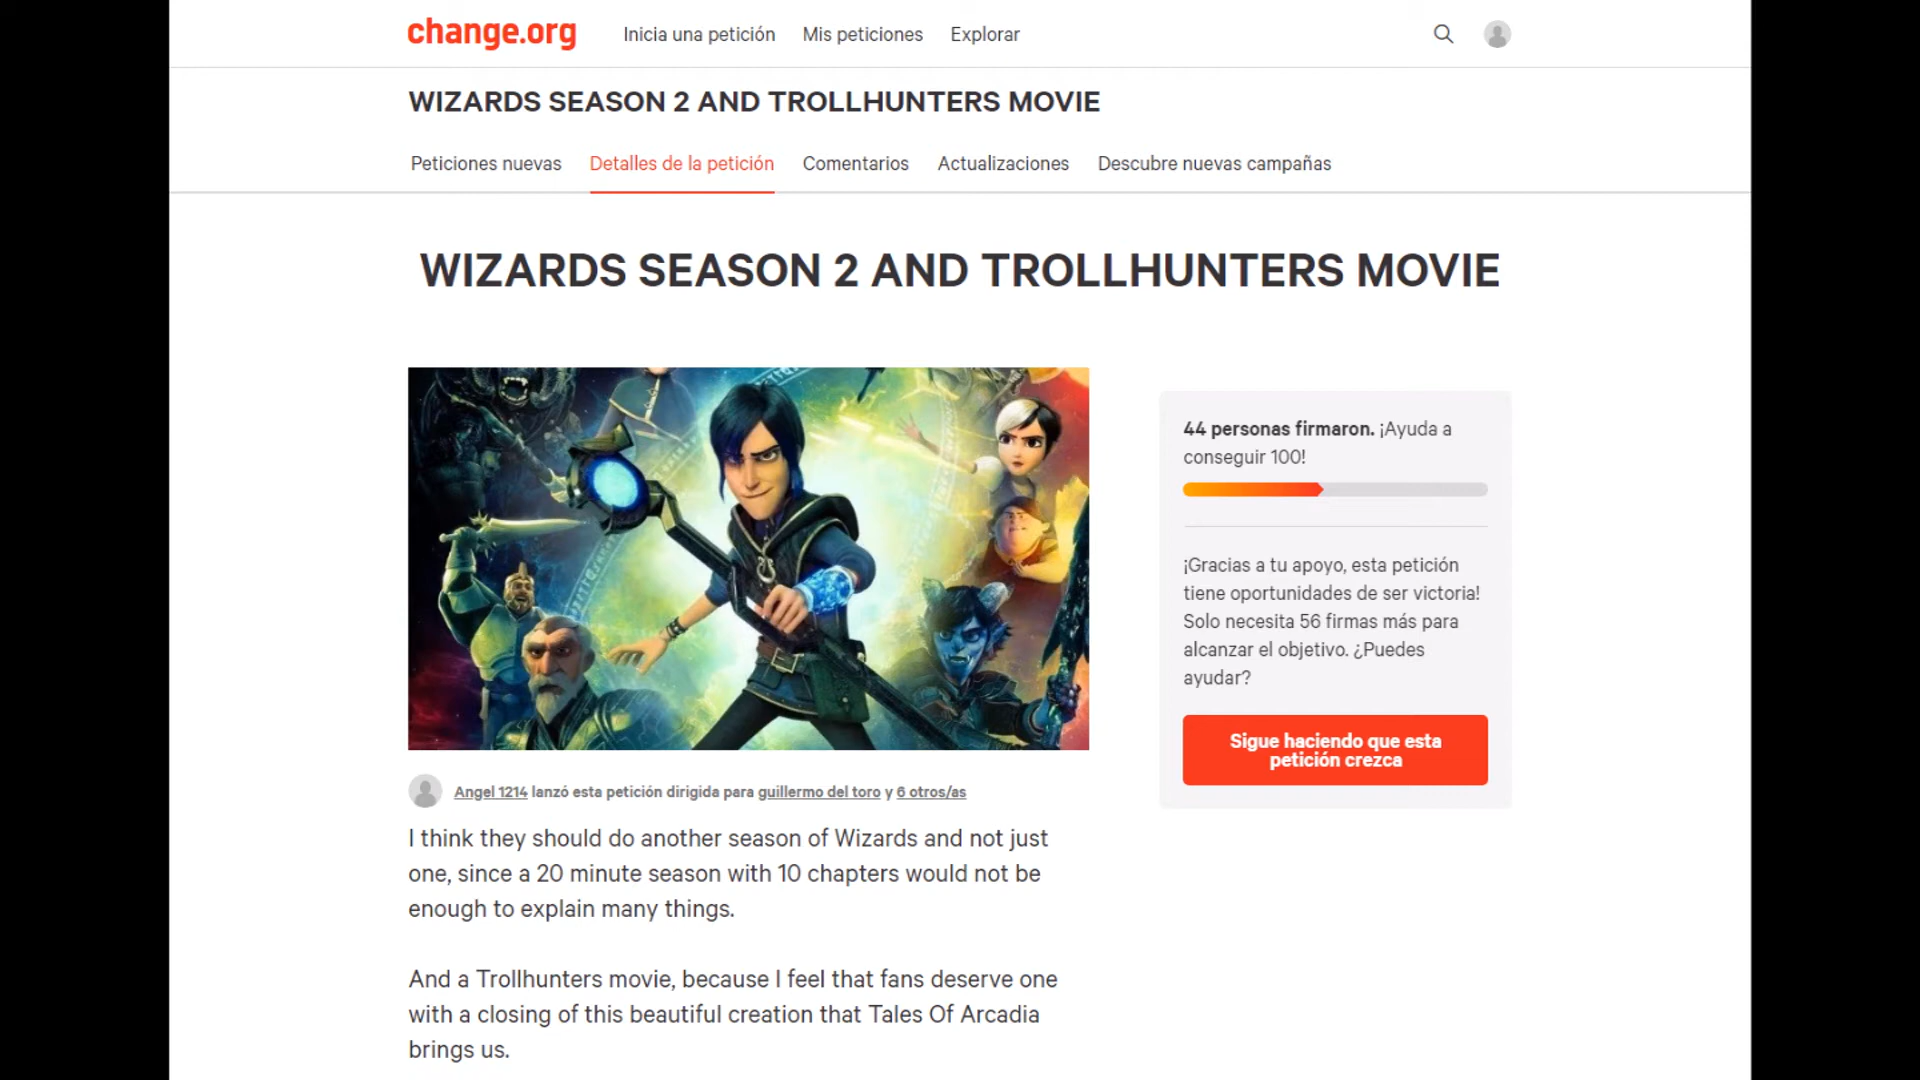 change.org
Inicia una petición
Mis peticiones
Explorar
WIZARDS SEASON 2 AND TROLLHUNTERS MOVIE
Peticiones nuevas
Detalles de la petición
Comentarios
Actualizaciones
Descubre nuevas campañas
WIZARDS SEASON 2 AND TROLLHUNTERS MOVIE
44 personas firmaron. ¡Ayuda a
conseguir 100!
¡Gracias a tu apoyo, esta petición
tiene oportunidades de ser victoria!
Solo necesita 56 firmas más para
alcanzar el objetivo. ¿Puedes
ayudar?
Sigue haciendo que esta
petición crezca
Angel 1214 lanzó esta petición dirigida para guillermo del toro y 6 otros/as
I think they should do another season of Wizards and not just
one, since a 20 minute season with 10 chapters would not be
enough to explain many things.
And a Trollhunters movie, because I feel that fans deserve one
with a closing of this beautiful creation that Tales Of Arcadia
brings us.